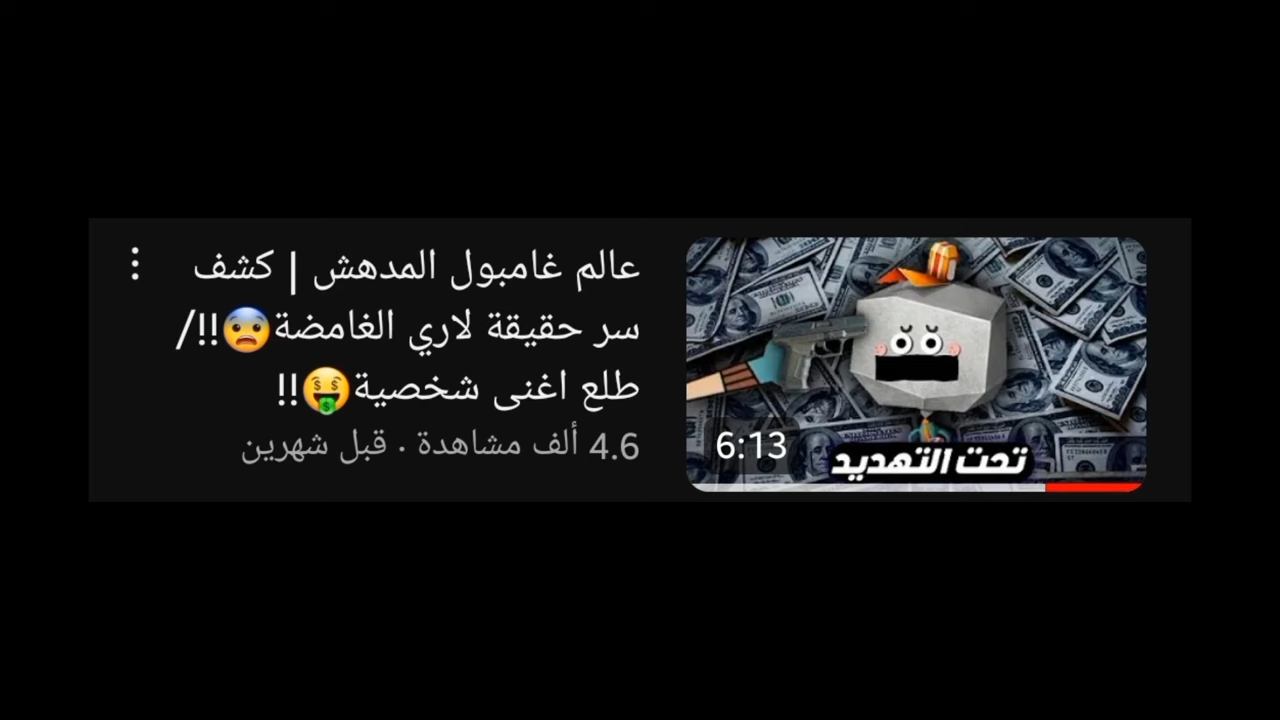 عالم غامبول المدهش | كشف
سر حقيقة لاري الغامضة😨!!/
طلع اغنى شخصية🤑!!
4.6 ألف مشاهدة · قبل شهرين
6:13
تحت التهديد